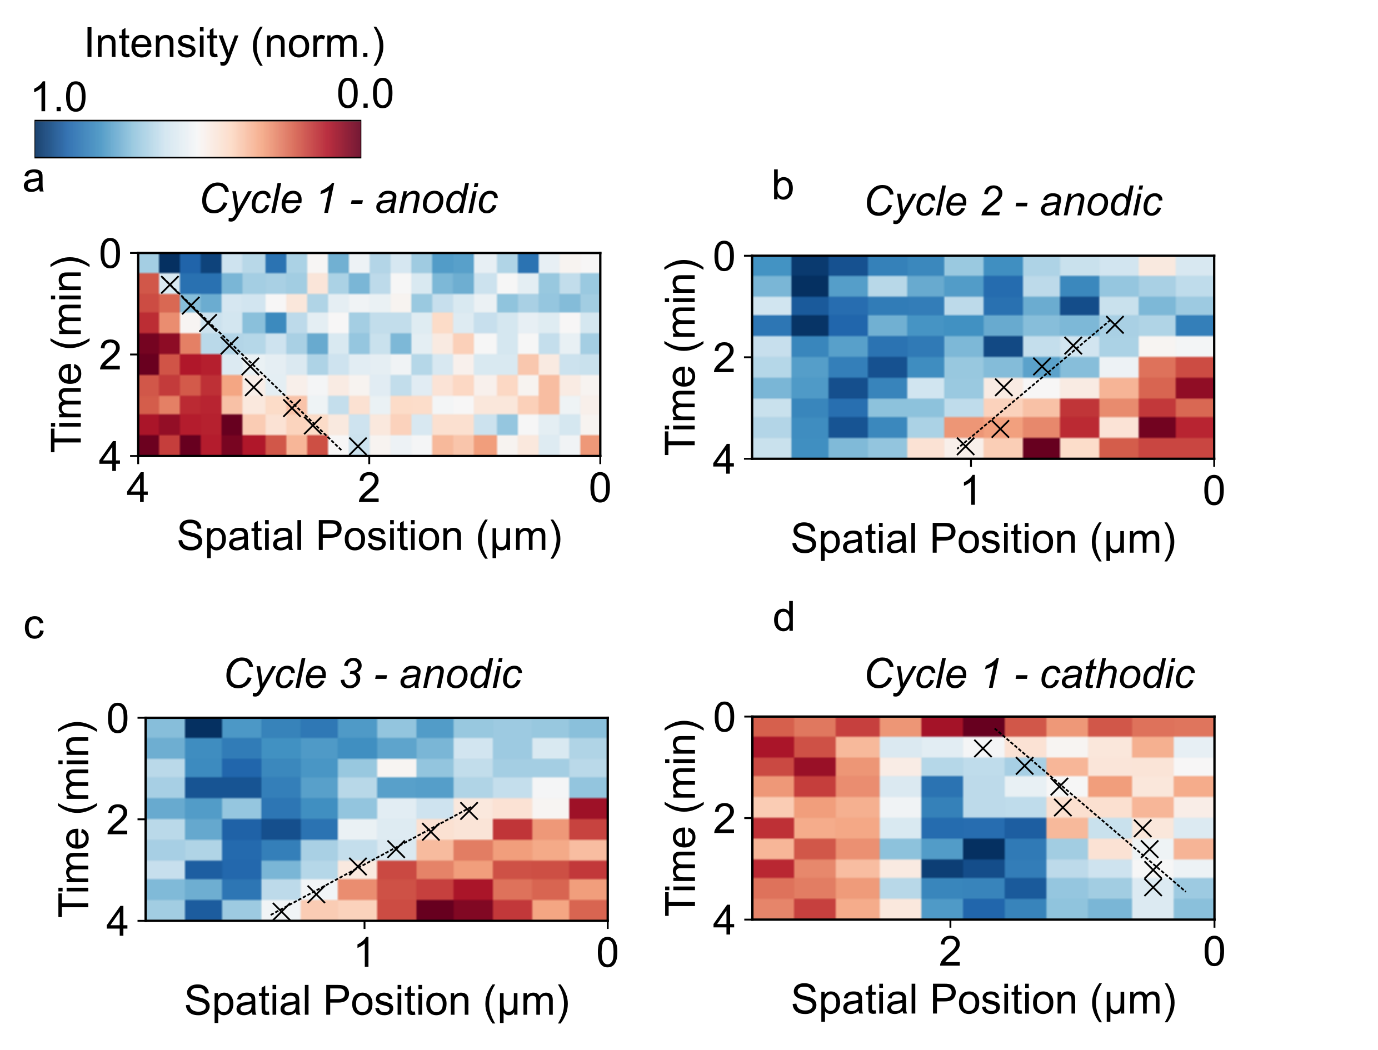 Intensity (norm.)
1.0 0.0
a
Cycle 1 - anodic
0
2
4
Time (min)
4 2 0
Spatial Position (μm)
b
Cycle 2 - anodic
0
2
4
Time (min)
1 0
Spatial Position (μm)
c
Cycle 3 - anodic
0
2
4
Time (min)
1 0
Spatial Position (μm)
d
Cycle 1 - cathodic
0
2
4
Time (min)
2 0
Spatial Position (μm)